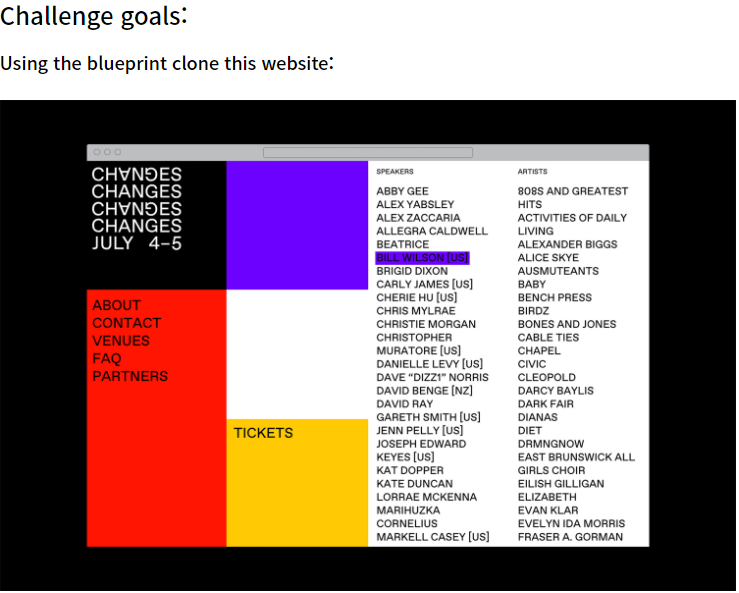 Challenge goals:
Using the blueprint clone this website:
CHⱯNӘES
CHANGES
CHⱯNӘES
CHANGES
JULY 4–5
ABOUT
CONTACT
VENUES
FAQ
PARTNERS
TICKETS
SPEAKERS
ABBY GEE
ALEX YABSLEY
ALEX ZACCARIA
ALLEGRA CALDWELL
BEATRICE
BILL WILSON [US]
BRIGID DIXON
CARLY JAMES [US]
CHERIE HU [US]
CHRIS MYLRAE
CHRISTIE MORGAN
CHRISTOPHER
MURATORE [US]
DANIELLE LEVY [US]
DAVE “DIZZ1” NORRIS
DAVID BENGE [NZ]
DAVID RAY
GARETH SMITH [US]
JENN PELLY [US]
JOSEPH EDWARD
KEYES [US]
KAT DOPPER
KATE DUNCAN
LORRAE MCKENNA
MARIHUZKA
CORNELIUS
MARKELL CASEY [US]
ARTISTS
808S AND GREATEST
HITS
ACTIVITIES OF DAILY
LIVING
ALEXANDER BIGGS
ALICE SKYE
AUSMUTEANTS
BABY
BENCH PRESS
BIRDZ
BONES AND JONES
CABLE TIES
CHAPEL
CIVIC
CLEOPOLD
DARCY BAYLIS
DARK FAIR
DIANAS
DIET
DRMNGNOW
EAST BRUNSWICK ALL
GIRLS CHOIR
EILISH GILLIGAN
ELIZABETH
EVAN KLAR
EVELYN IDA MORRIS
FRASER A. GORMAN